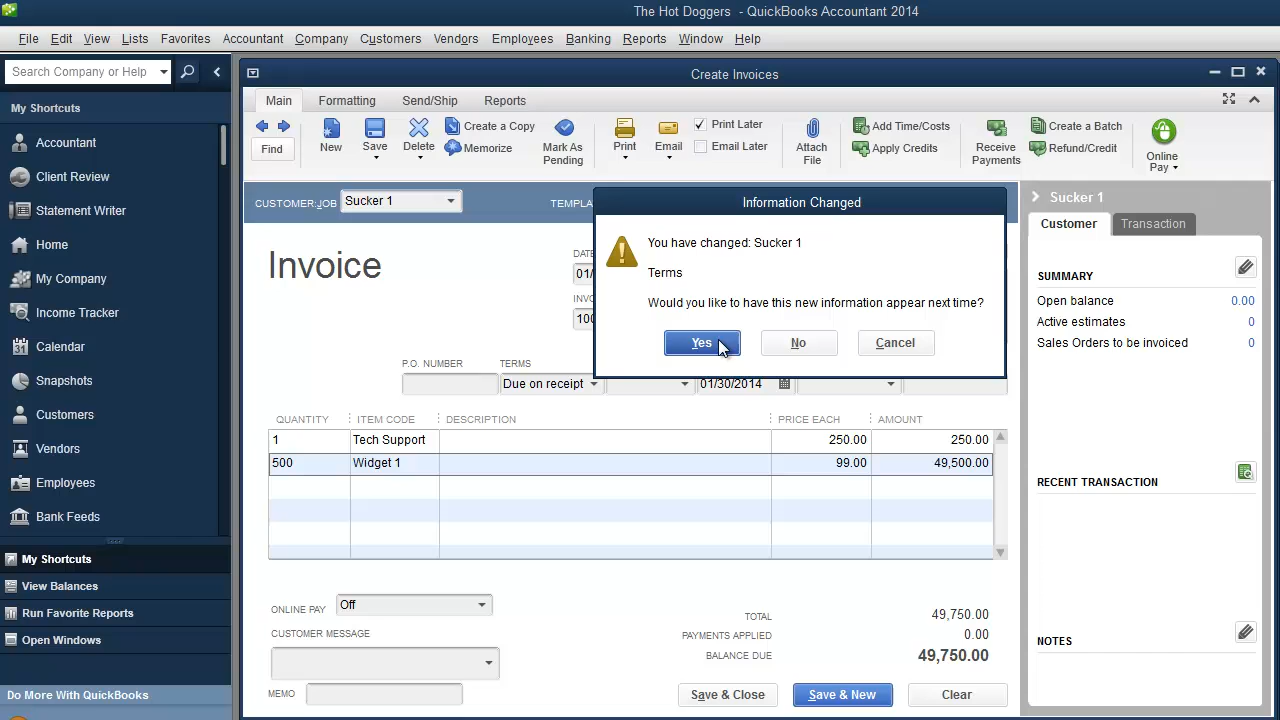 The Hot Doggers - QuickBooks Accountant 2014
File Edit View Lists Favorites Accountant Company Customers Vendors Employees Banking Reports Window Help
Search Company or Help
My Shortcuts
Accountant
Client Review
Statement Writer
Home
My Company
Income Tracker
Calendar
Snapshots
Customers
Vendors
Employees
Bank Feeds
My Shortcuts
View Balances
Run Favorite Reports
Open Windows
Do More With QuickBooks
Create Invoices
Main Formatting Send/Ship Reports
Find
New
Save
Delete
Create a Copy
Memorize
Mark As
Pending
Print
Email
Print Later
Email Later
Attach
File
Add Time/Costs
Apply Credits
Receive
Payments
Create a Batch
Refund/Credit
Online
Pay
CUSTOMER:JOB Sucker 1 TEMPLA
Information Changed
You have changed: Sucker 1
Terms
Would you like to have this new information appear next time?
Yes No Cancel
Invoice
DATE
01/
INVO
100
P.O. NUMBER TERMS
Due on receipt 01/30/2014
QUANTITY ITEM CODE DESCRIPTION PRICE EACH AMOUNT
1 Tech Support 250.00 250.00
500 Widget 1 99.00 49,500.00
ONLINE PAY Off
CUSTOMER MESSAGE
MEMO
TOTAL 49,750.00
PAYMENTS APPLIED 0.00
BALANCE DUE 49,750.00
Save & Close Save & New Clear
Sucker 1
Customer Transaction
SUMMARY
Open balance 0.00
Active estimates 0
Sales Orders to be invoiced 0
RECENT TRANSACTION
NOTES